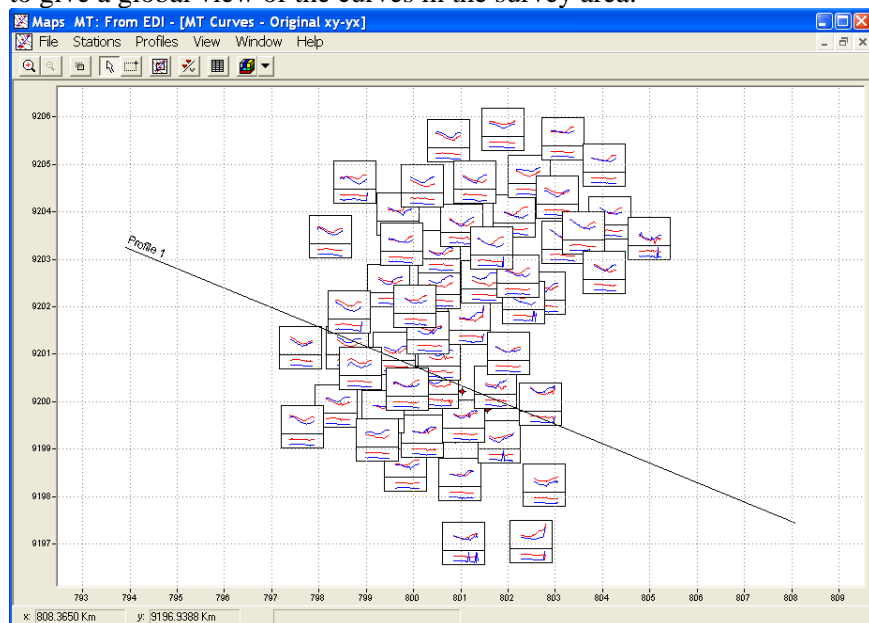 to give a global view of the curves in the survey area.
Maps MT: From EDI - [MT Curves - Original xy-yx]
File Stations Profiles View Window Help
9206
9205
9204
9203
9202
9201
9200
9199
9198
9197
Profile 1
793 794 795 796 797 798 799 800 801 802 803 804 805 806 807 808 809
x: 808.3650 Km y: 9196.9388 Km